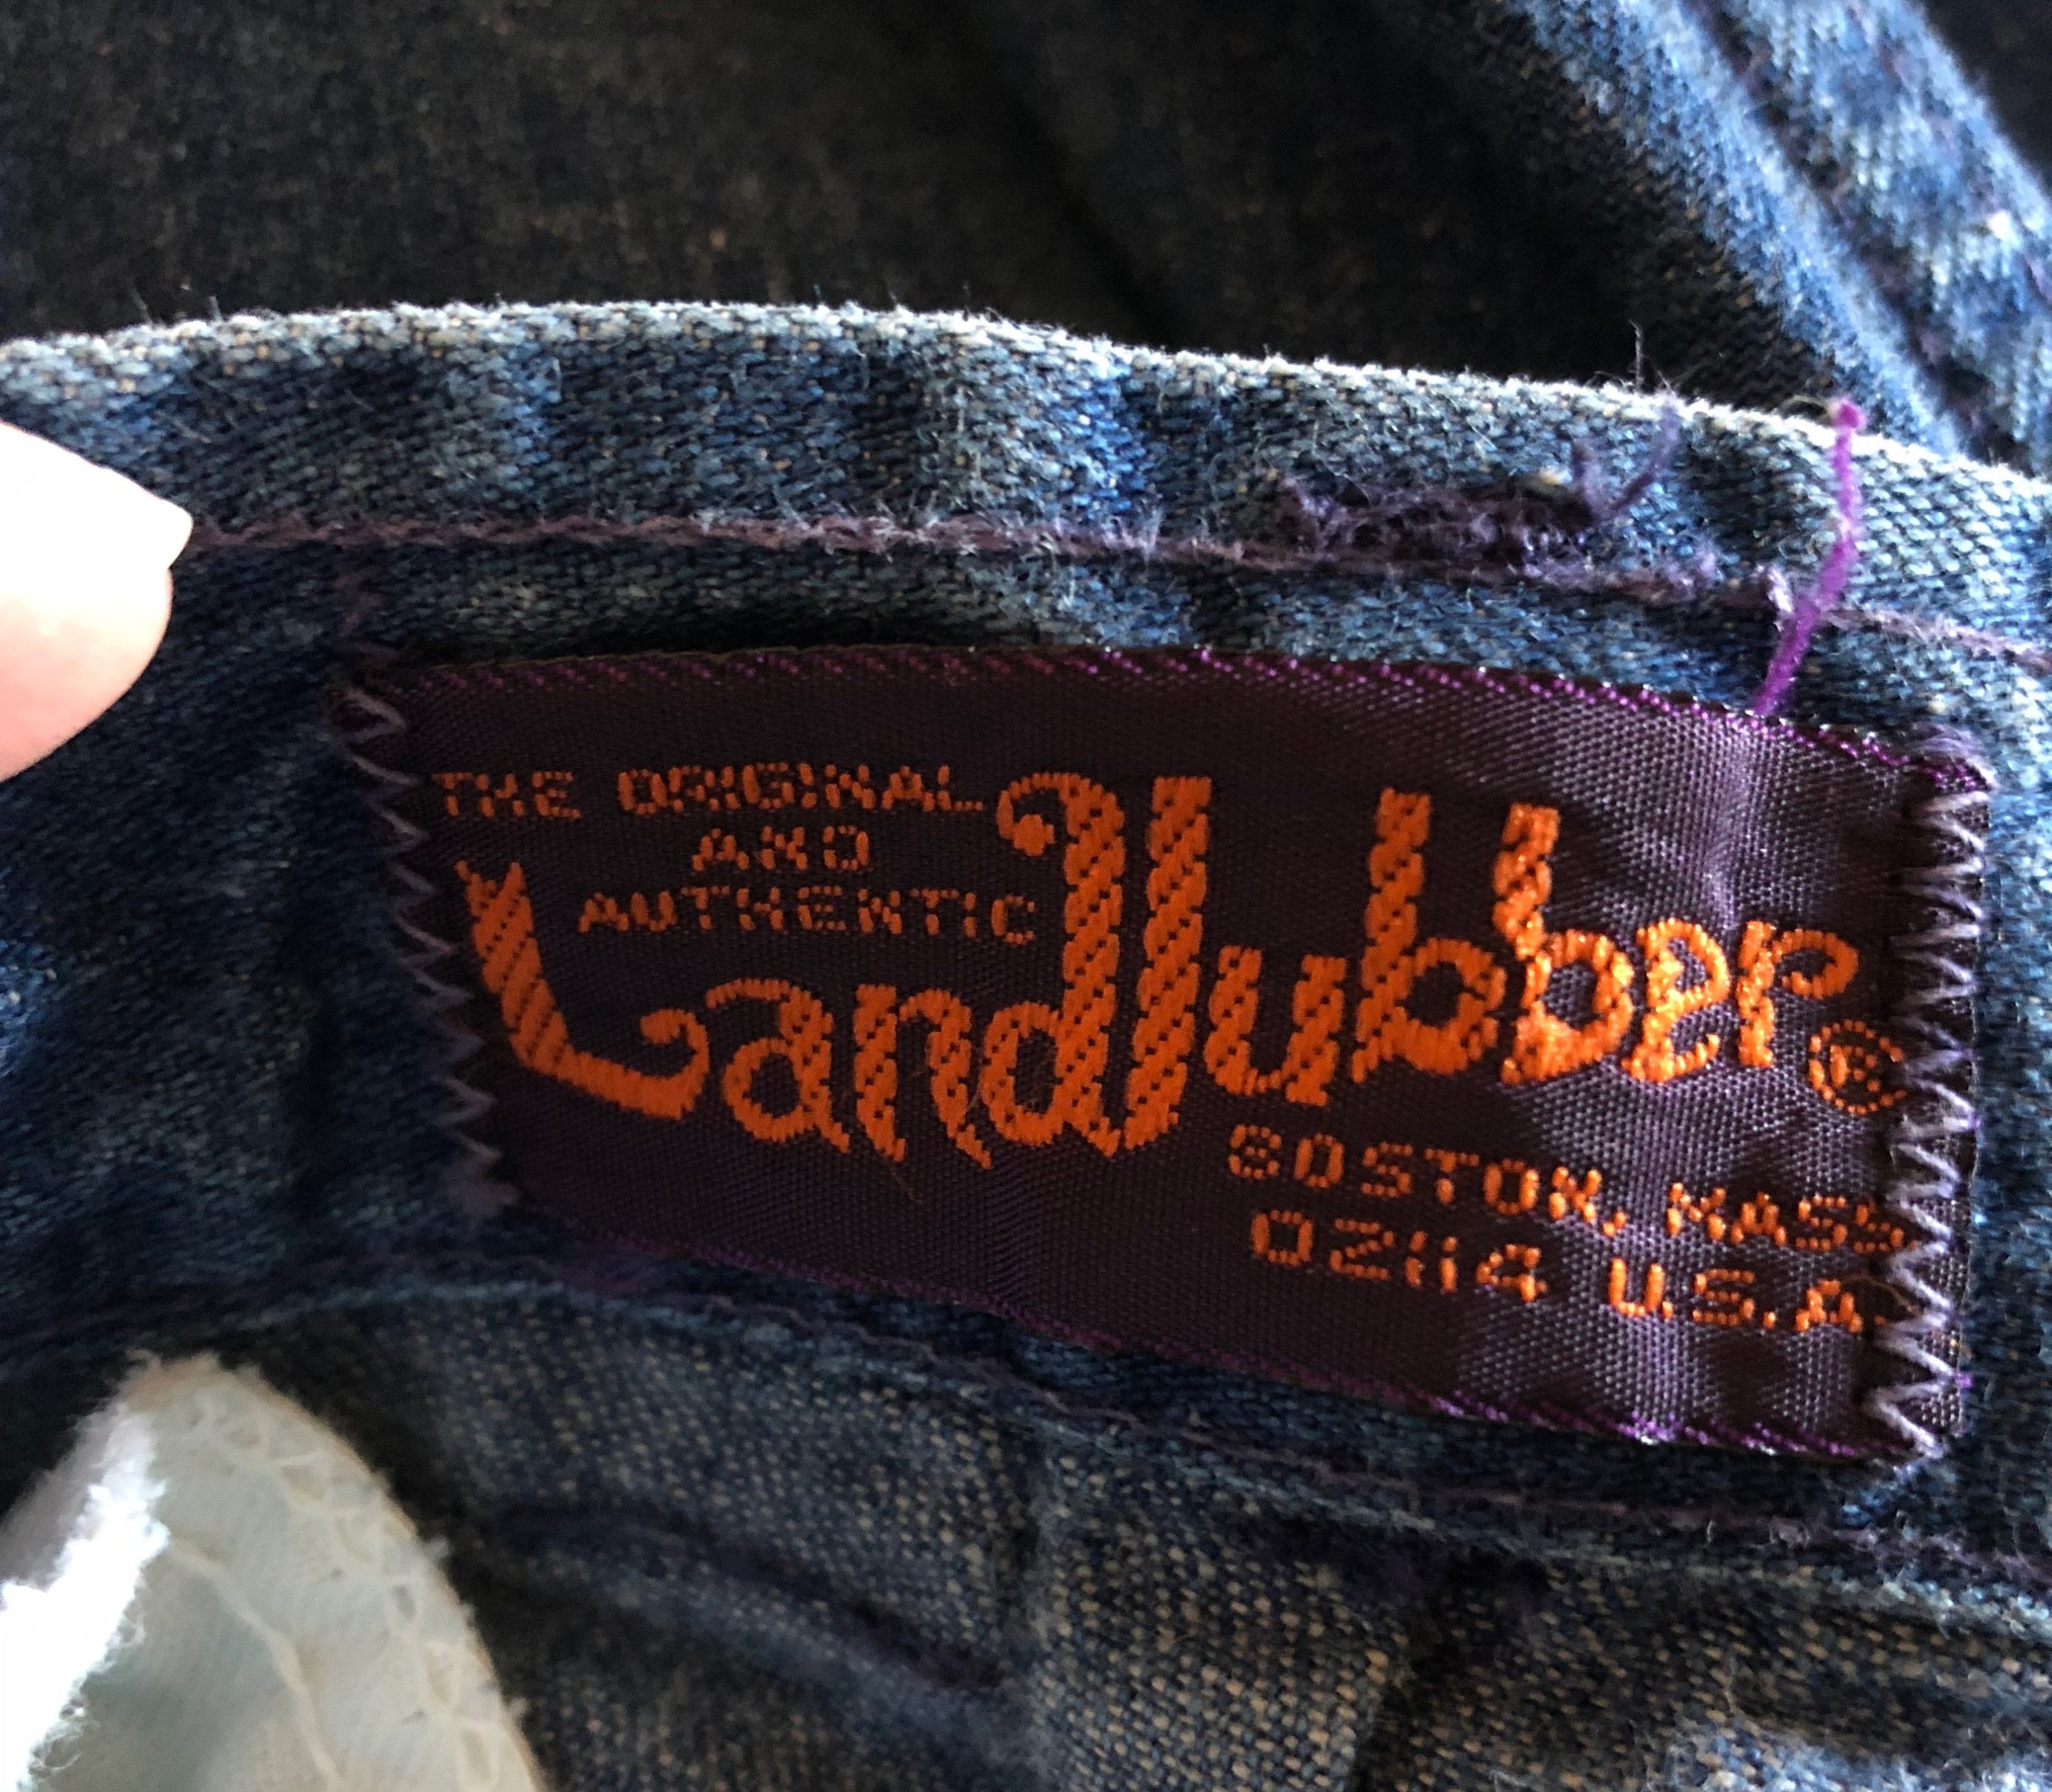 THE ORIGINAL
AND
AUTHENTIC
Landlubber®
BOSTON, MASS
02114 U.S.A.